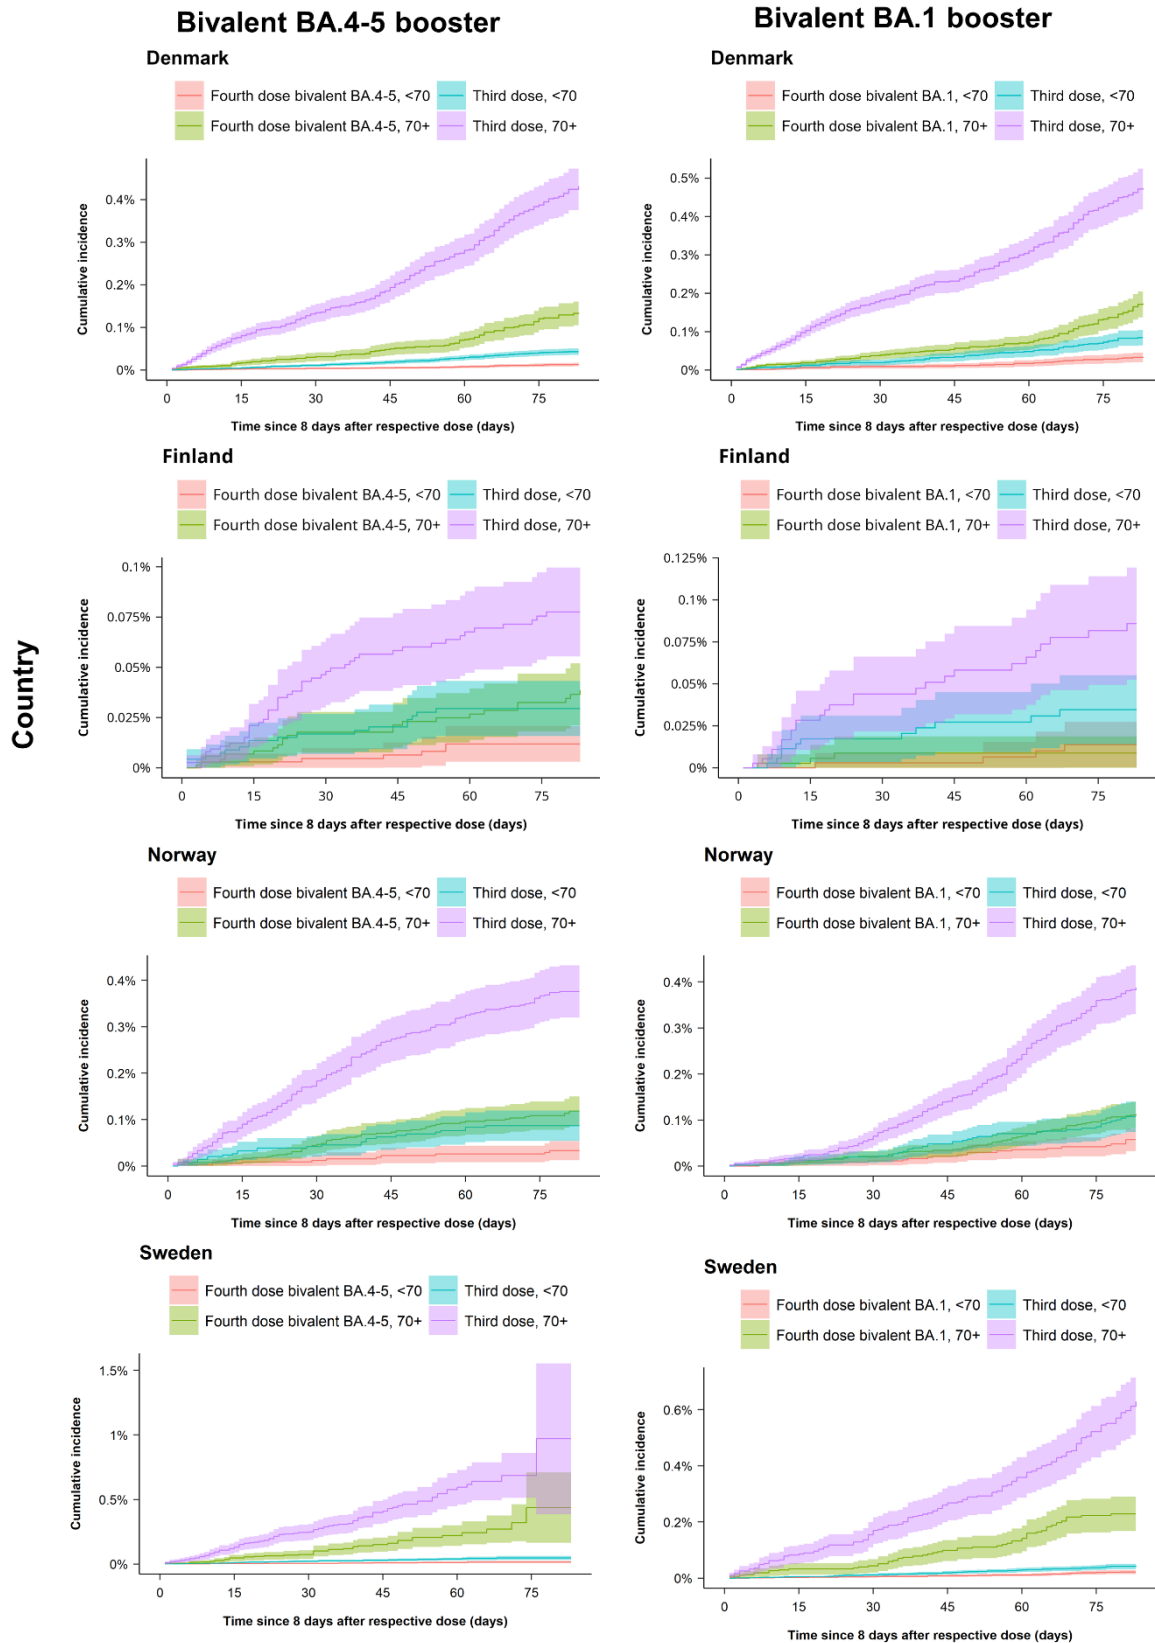 Bivalent BA.4-5 booster
Bivalent BA.1 booster
Country
Denmark
Fourth dose bivalent BA.4-5, <70
Third dose, <70
Fourth dose bivalent BA.4-5, 70+
Third dose, 70+
Cumulative incidence
0.4%
0.3%
0.2%
0.1%
0%
0 15 30 45 60 75
Time since 8 days after respective dose (days)
Denmark
Fourth dose bivalent BA.1, <70
Third dose, <70
Fourth dose bivalent BA.1, 70+
Third dose, 70+
Cumulative incidence
0.5%
0.4%
0.3%
0.2%
0.1%
0%
0 15 30 45 60 75
Time since 8 days after respective dose (days)
Finland
Fourth dose bivalent BA.4-5, <70
Third dose, <70
Fourth dose bivalent BA.4-5, 70+
Third dose, 70+
Cumulative incidence
0.1%
0.075%
0.05%
0.025%
0%
0 15 30 45 60 75
Time since 8 days after respective dose (days)
Finland
Fourth dose bivalent BA.1, <70
Third dose, <70
Fourth dose bivalent BA.1, 70+
Third dose, 70+
Cumulative incidence
0.125%
0.1%
0.075%
0.05%
0.025%
0%
0 15 30 45 60 75
Time since 8 days after respective dose (days)
Norway
Fourth dose bivalent BA.4-5, <70
Third dose, <70
Fourth dose bivalent BA.4-5, 70+
Third dose, 70+
Cumulative incidence
0.4%
0.3%
0.2%
0.1%
0%
0 15 30 45 60 75
Time since 8 days after respective dose (days)
Norway
Fourth dose bivalent BA.1, <70
Third dose, <70
Fourth dose bivalent BA.1, 70+
Third dose, 70+
Cumulative incidence
0.4%
0.3%
0.2%
0.1%
0%
0 15 30 45 60 75
Time since 8 days after respective dose (days)
Sweden
Fourth dose bivalent BA.4-5, <70
Third dose, <70
Fourth dose bivalent BA.4-5, 70+
Third dose, 70+
Cumulative incidence
1.5%
1%
0.5%
0%
0 15 30 45 60 75
Time since 8 days after respective dose (days)
Sweden
Fourth dose bivalent BA.1, <70
Third dose, <70
Fourth dose bivalent BA.1, 70+
Third dose, 70+
Cumulative incidence
0.6%
0.4%
0.2%
0%
0 15 30 45 60 75
Time since 8 days after respective dose (days)